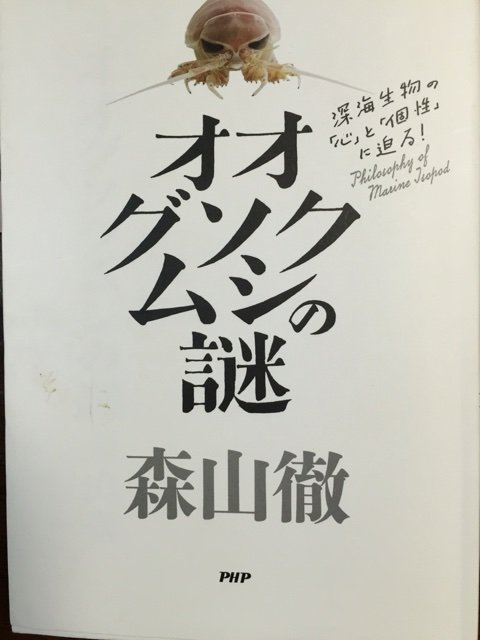 深海生物の
「心」と「個性」
に迫る!
Philosophy of
Marine Isopod
オオ
グソク
ムシの
謎
森山徹
PHP